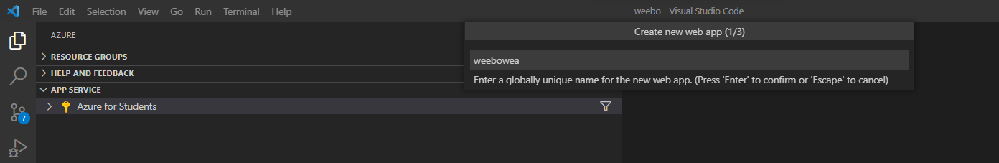 File Edit Selection View Go Run Terminal Help
weebo - Visual Studio Code
AZURE
Create new web app (1/3)
RESOURCE GROUPS
weebowea
HELP AND FEEDBACK
Enter a globally unique name for the new web app. (Press 'Enter' to confirm or 'Escape' to cancel)
APP SERVICE
Azure for Students
7